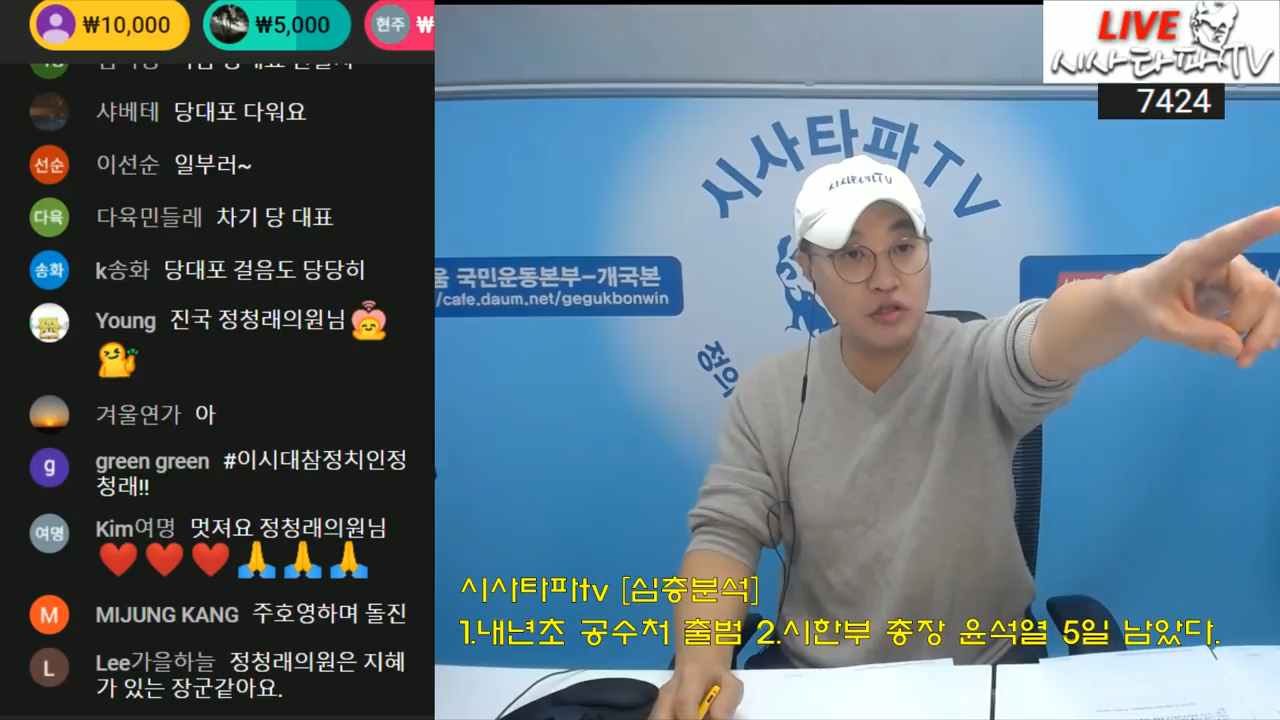 ₩10,000
₩5,000
현주 ₩
샤베테 당대포 다워요
선순 이선순 일부러~
다육 다육민들레 차기 당 대표
송화 k송화 당대포 걸음도 당당히
Young 진국 정청래의원님
겨울연가 아
g green green #이시대참정치인정
청래!!
여명 Kim여명 멋져요 정청래의원님
M MIJUNG KANG 주호영하며 돌진
L Lee가을하늘 정청래의원은 지혜
가 있는 장군같아요.
LIVE
시사타파TV
7424
시사타파TV
시사타파TV
움 국민운동본부-개국본
/cafe.daum.net/gegukbonwin
정의
시사타파tv [심층분석]
1.내년초 공수처 출범 2.시한부 총장 윤석열 5일 남았다.